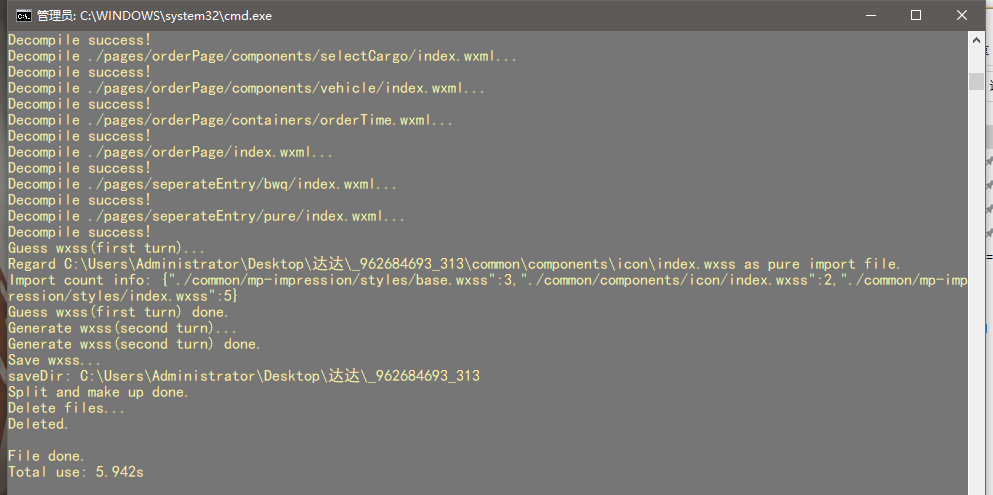 管理员: C:\WINDOWS\system32\cmd.exe
Decompile success!
Decompile ./pages/orderPage/components/selectCargo/index.wxml...
Decompile success!
Decompile ./pages/orderPage/components/vehicle/index.wxml...
Decompile success!
Decompile ./pages/orderPage/containers/orderTime.wxml...
Decompile success!
Decompile ./pages/orderPage/index.wxml...
Decompile success!
Decompile ./pages/seperateEntry/bwq/index.wxml...
Decompile success!
Decompile ./pages/seperateEntry/pure/index.wxml...
Decompile success!
Guess wxss(first turn)...
Regard C:\Users\Administrator\Desktop\达达\_962684693_313\common\components\icon\index.wxss as pure import file.
Import count info: {"./common/mp-impression/styles/base.wxss":3,"./common/components/icon/index.wxss":2,"./common/mp-imp
ression/styles/index.wxss":5}
Guess wxss(first turn) done.
Generate wxss(second turn)...
Generate wxss(second turn) done.
Save wxss...
saveDir: C:\Users\Administrator\Desktop\达达\_962684693_313
Split and make up done.
Delete files...
Deleted.
File done.
Total use: 5.942s